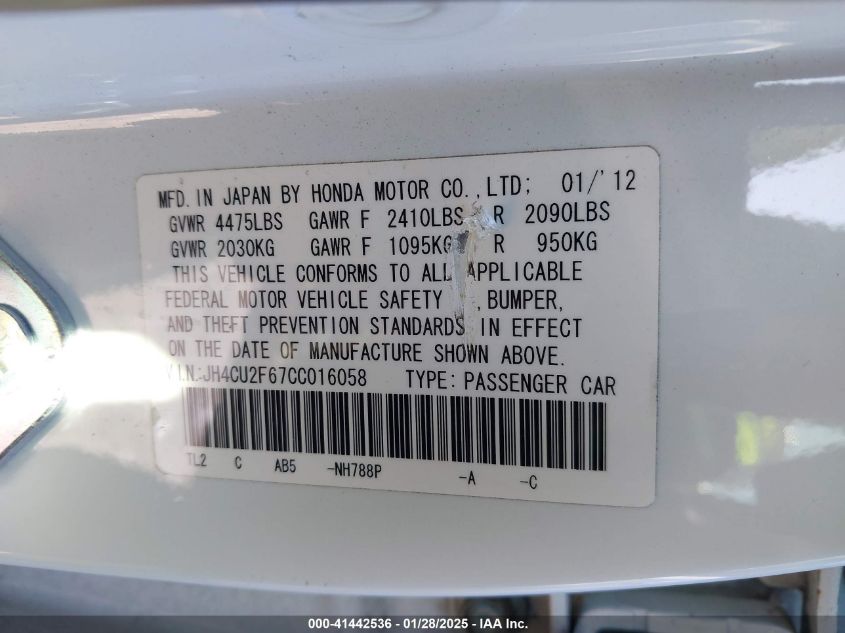 MFD. IN JAPAN BY HONDA MOTOR CO., LTD; 01/'12
GVWR 4475LBS GAWR F 2410LBS R 2090LBS
GVWR 2030KG GAWR F 1095KG R 950KG
THIS VEHICLE CONFORMS TO ALL APPLICABLE
FEDERAL MOTOR VEHICLE SAFETY , BUMPER,
AND THEFT PREVENTION STANDARDS IN EFFECT
ON THE DATE OF MANUFACTURE SHOWN ABOVE.
VIN:JH4CU2F67CC016058 TYPE: PASSENGER CAR
TL2 C AB5 -NH788P -A -C
000-41442536 - 01/28/2025 - IAA Inc.